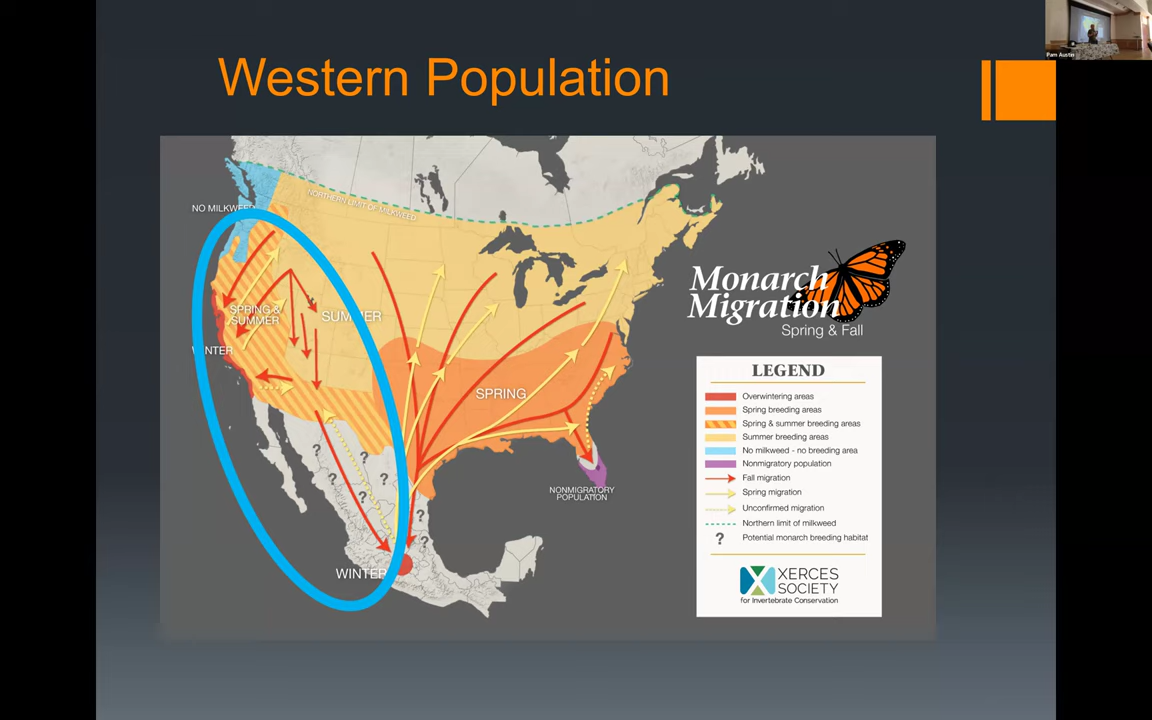 Pam Austin
Western Population
NORTHERN LIMIT OF MILKWEED
NO MILKWEE
SPRING &
SUMMER
SUMMER
WINTER
SPRING
NONMIGRATORY
POPULATION
WINTER
? ? ? ? ? ? ?
Monarch
Migration
Spring & Fall
LEGEND
Overwintering areas
Spring breeding areas
Spring & summer breeding areas
Summer breeding areas
No milkweed - no breeding area
Nonmigratory population
Fall migration
Spring migration
Unconfirmed migration
Northern limit of milkweed
? Potential monarch breeding habitat
XERCES
SOCIETY
for Invertebrate Conservation